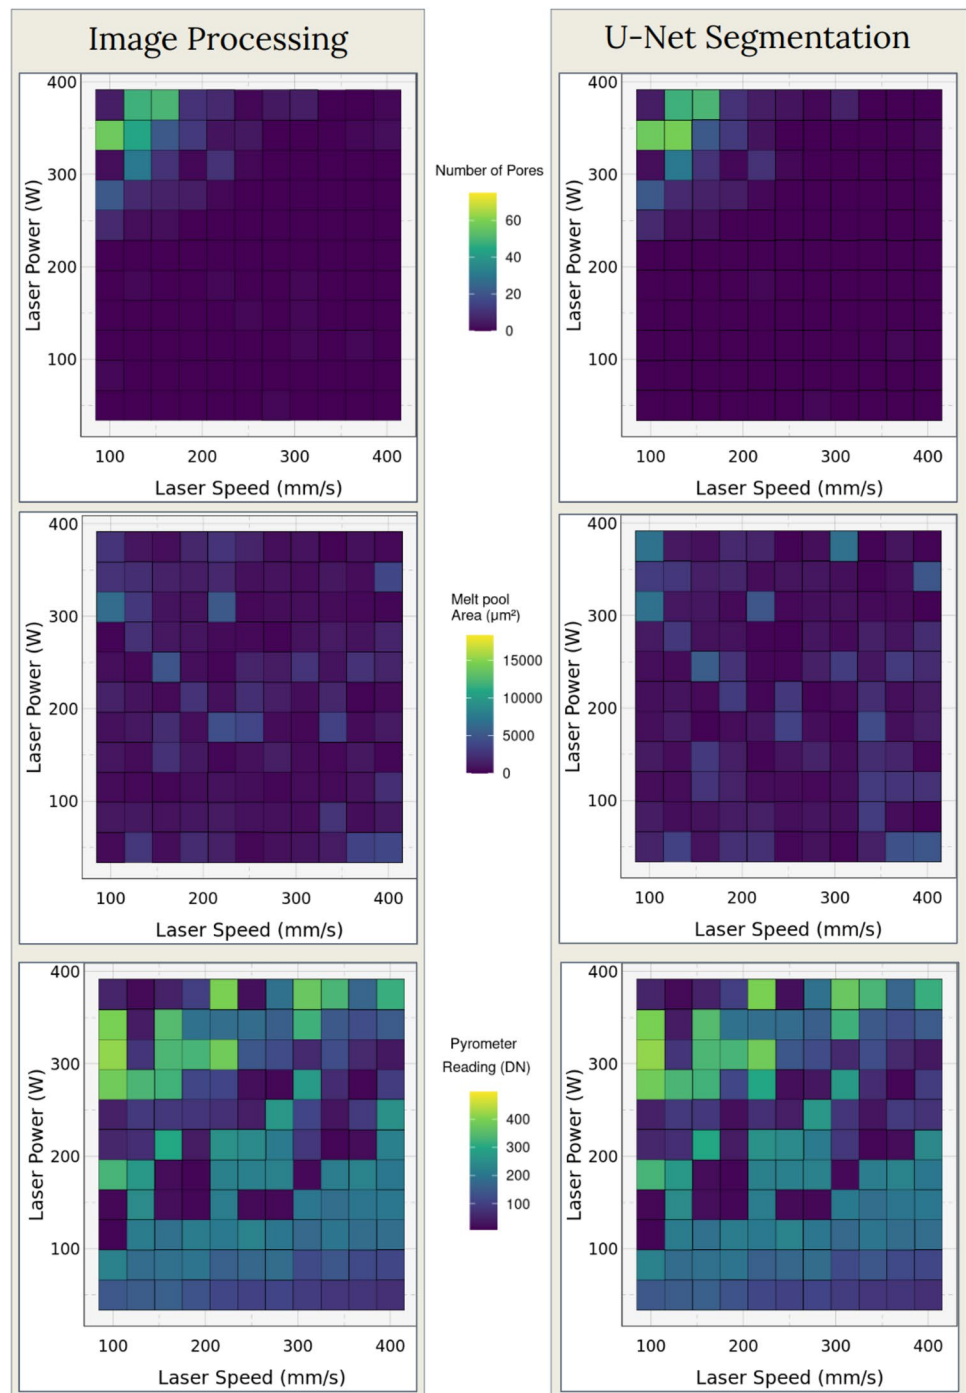 Image Processing
U-Net Segmentation
400
300
200
100
Laser Power (W)
100 200 300 400
Laser Speed (mm/s)
Number of Pores
60
40
20
0
400
300
200
100
Laser Power (W)
100 200 300 400
Laser Speed (mm/s)
400
300
200
100
Laser Power (W)
100 200 300 400
Laser Speed (mm/s)
Melt pool
Area (μm²)
15000
10000
5000
0
400
300
200
100
Laser Power (W)
100 200 300 400
Laser Speed (mm/s)
400
300
200
100
Laser Power (W)
100 200 300 400
Laser Speed (mm/s)
Pyrometer
Reading (DN)
400
300
200
100
400
300
200
100
Laser Power (W)
100 200 300 400
Laser Speed (mm/s)